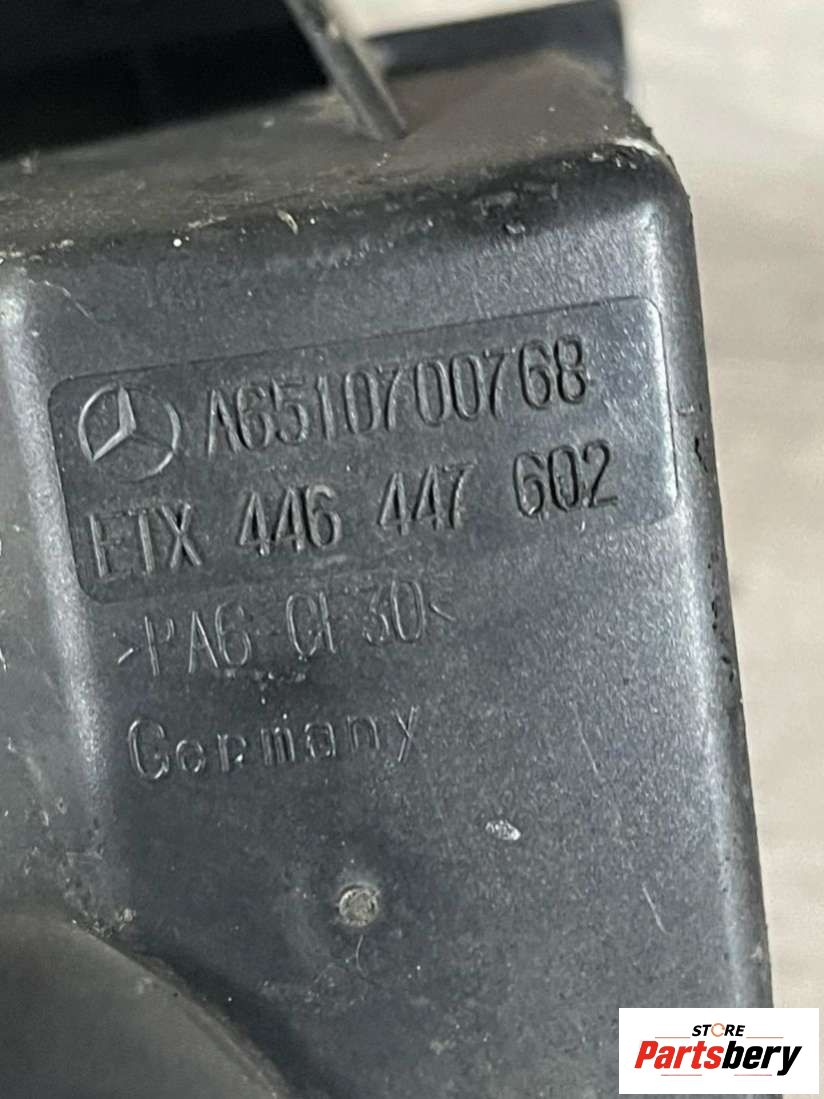 A6510700768
ETX 446 447 602
>PA6 GF30<
Germany
STORE
Partsbery